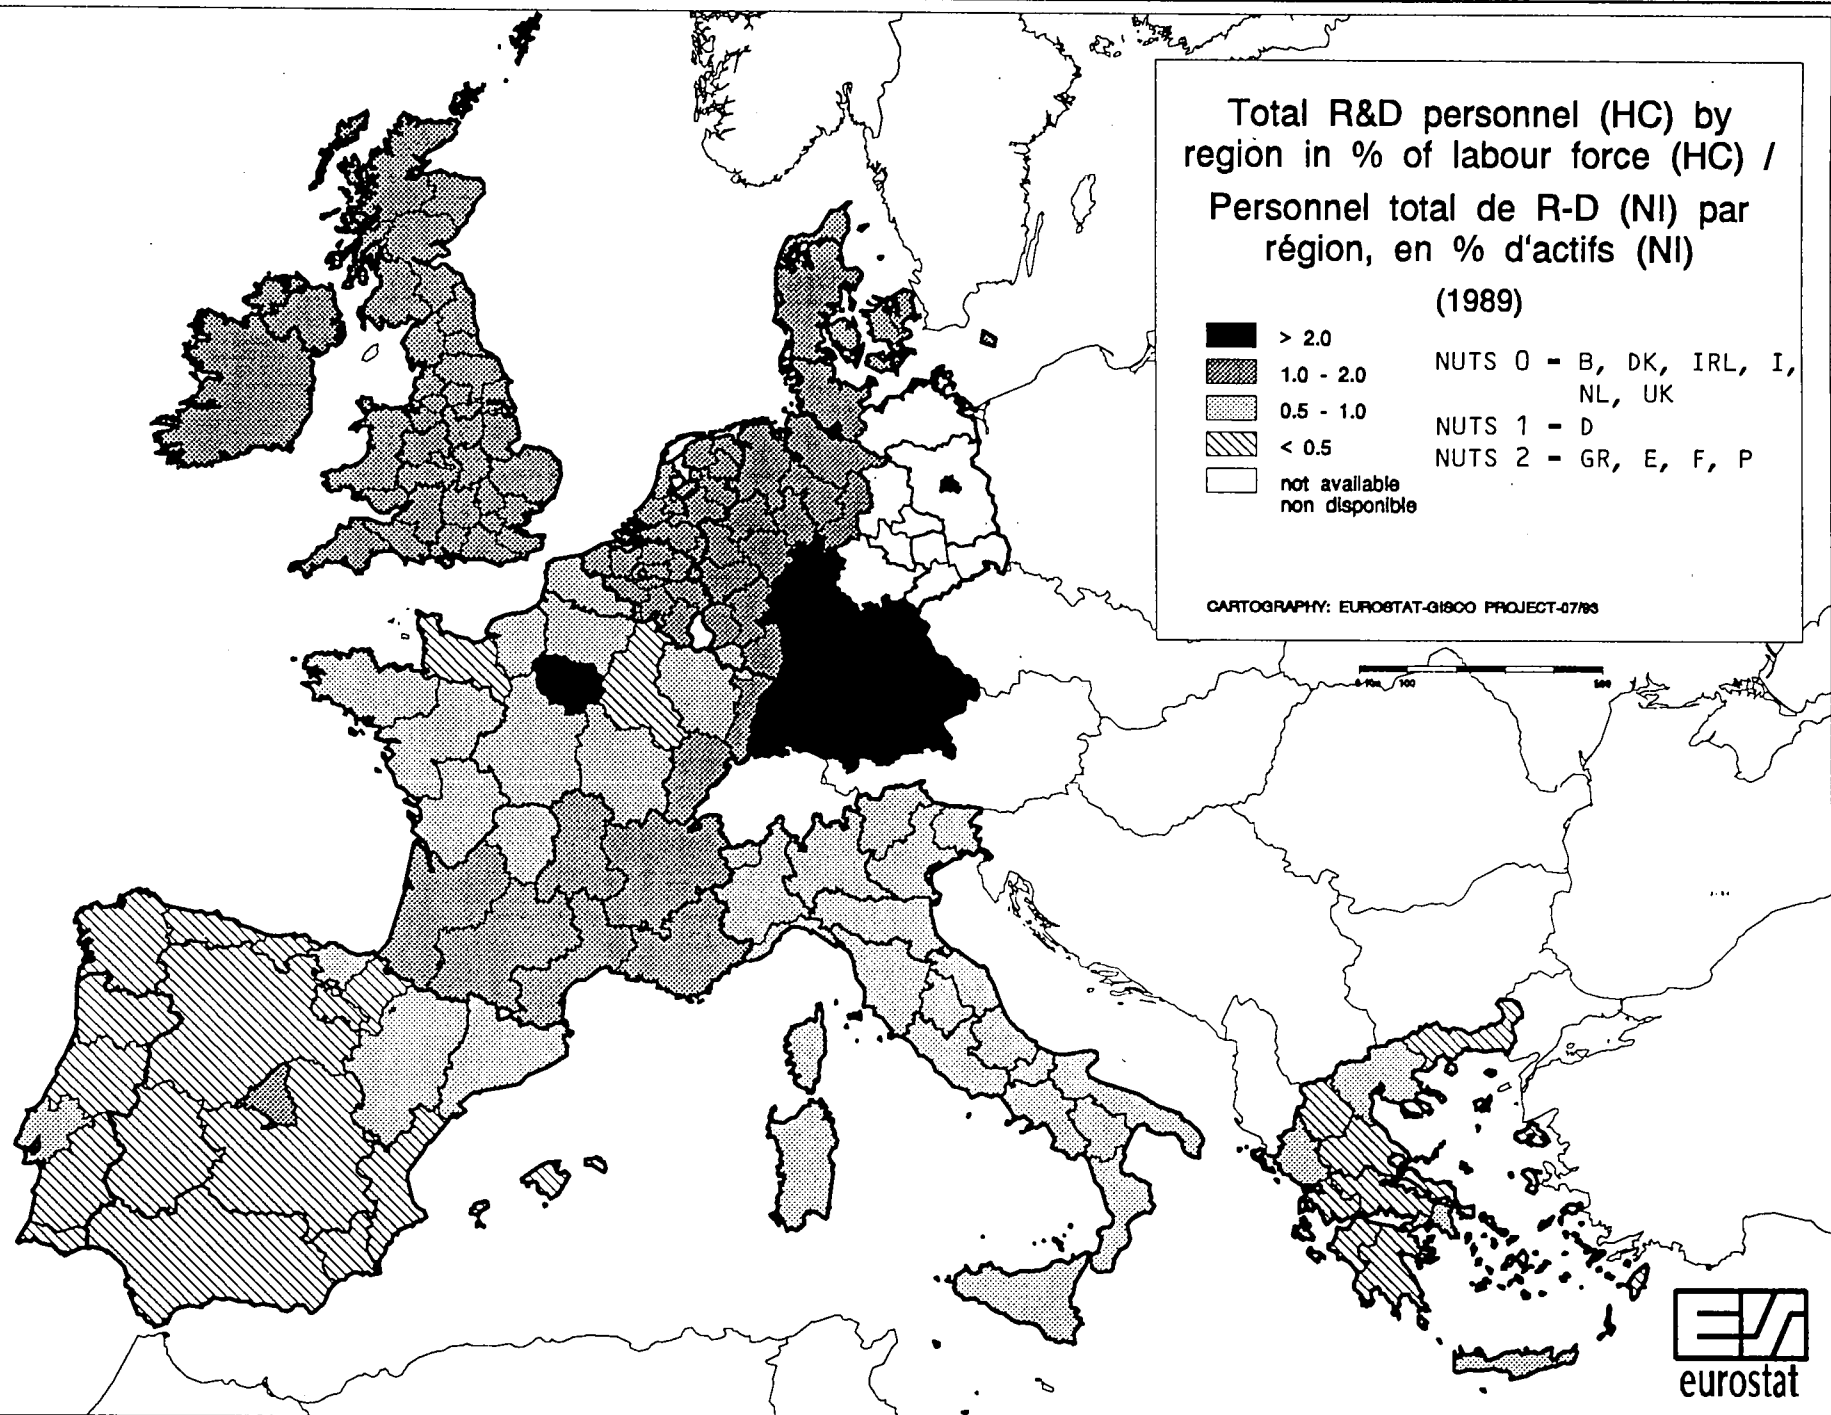 Total R&D personnel (HC) by
region in % of labour force (HC) /
Personnel total de R-D (NI) par
région, en % d'actifs (NI)
(1989)
> 2.0
1.0 - 2.0
0.5 - 1.0
< 0.5
not available
non disponible
NUTS 0 - B, DK, IRL, I,
NL, UK
NUTS 1 - D
NUTS 2 - GR, E, F, P
CARTOGRAPHY: EUROSTAT-GISCO PROJECT-07/93
100
500
eurostat